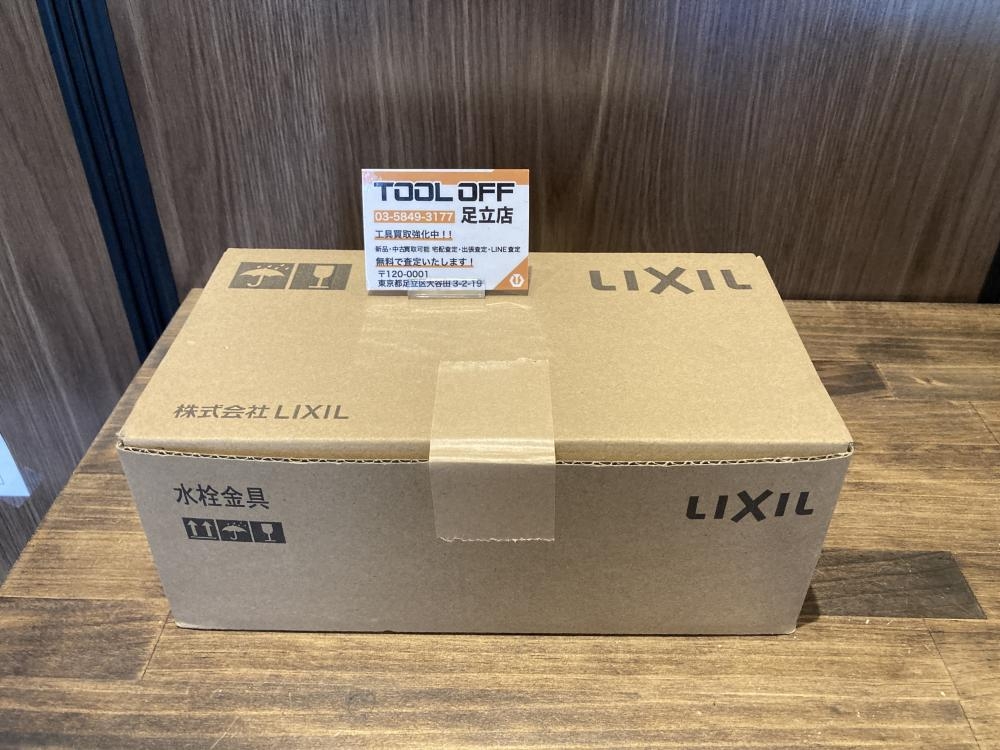 TOOL OFF
03-5849-3177 足立店
工具買取強化中！！
新品・中古買取可能 宅配査定・出張査定・LINE査定
無料で査定いたします！
〒120-0001
東京都足立区大谷田3-2-19
LIXIL
株式会社LIXIL
水栓金具
LIXIL